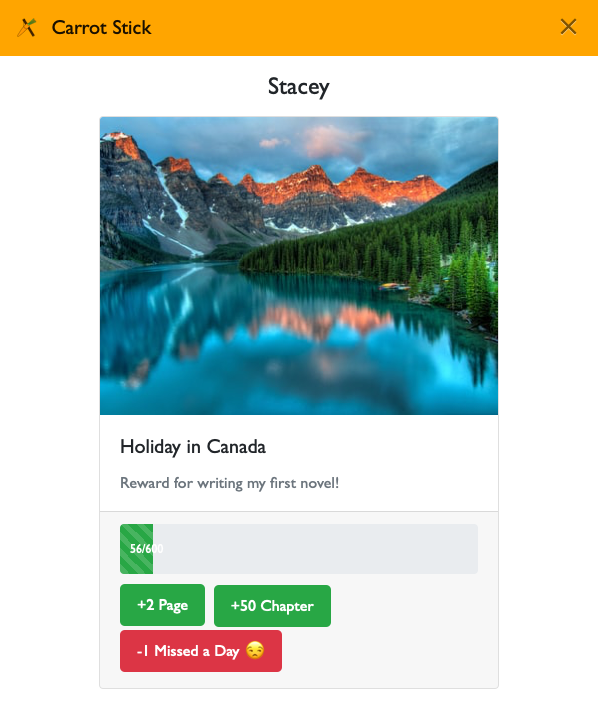 Carrot Stick
Stacey
Holiday in Canada
Reward for writing my first novel!
56/600
+2 Page
+50 Chapter
-1 Missed a Day 😒